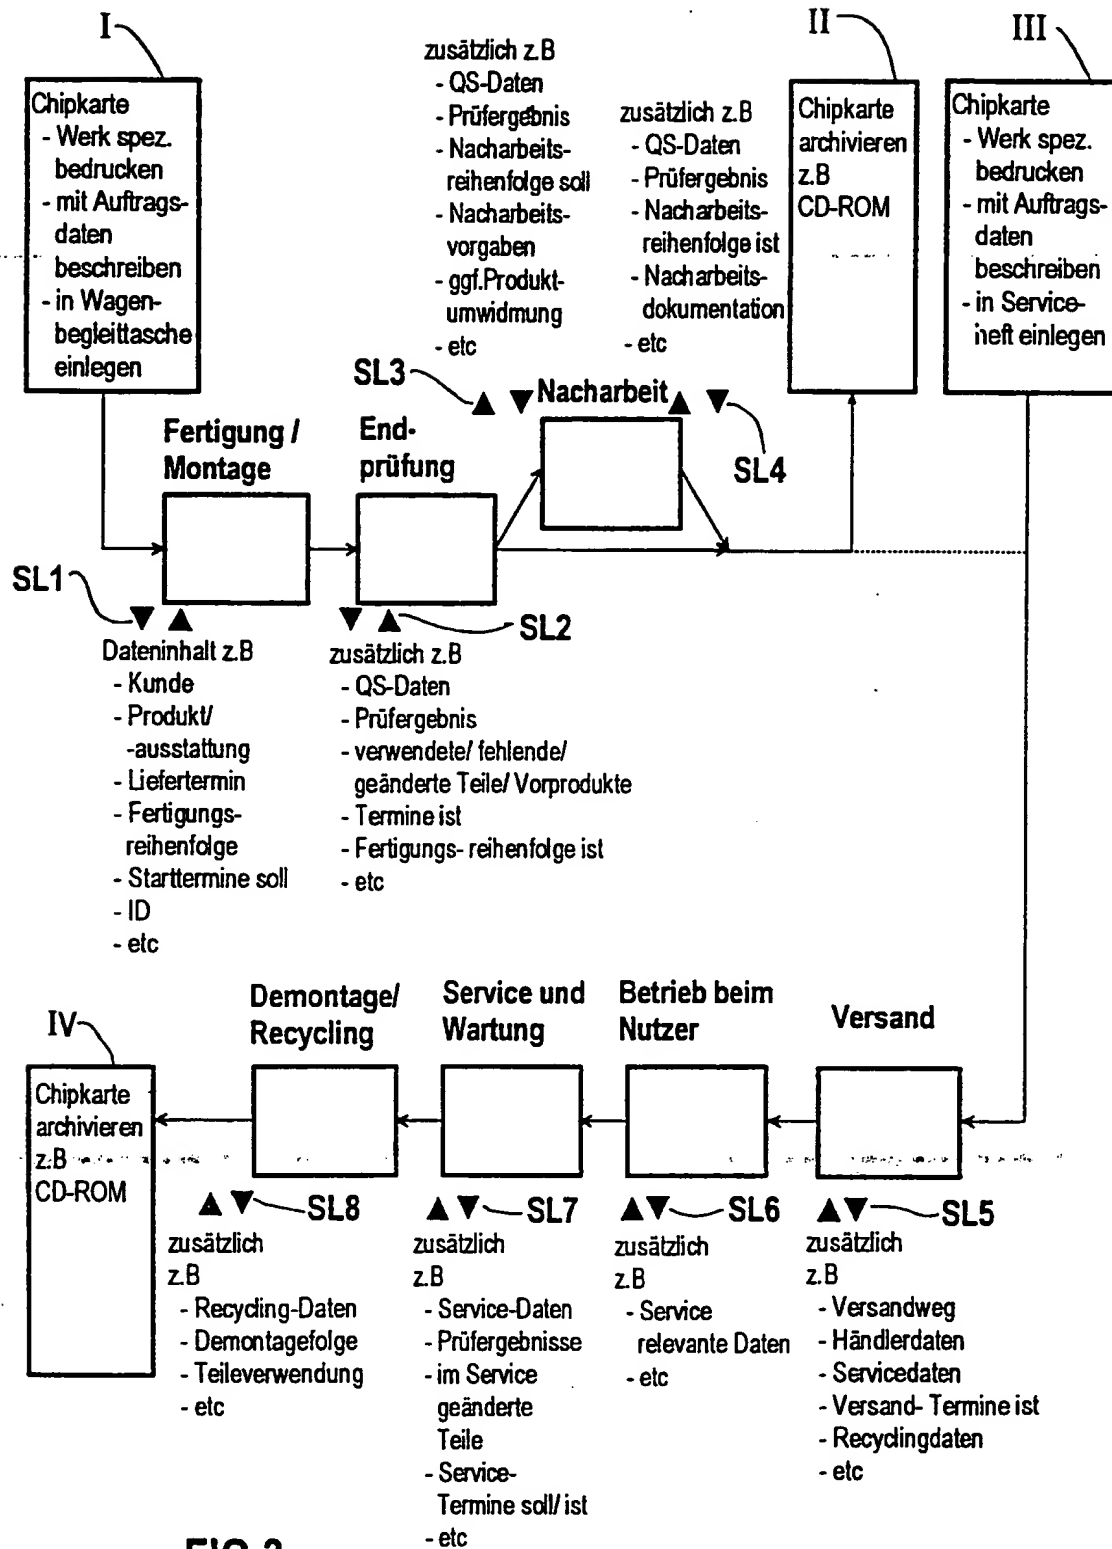 I
Chipkarte
- Werk spez.
bedrucken
- mit Auftrags-
daten
beschreiben
- in Wagen-
begleittasche
einlegen
zusätzlich z.B
- QS-Daten
- Prüfergebnis
- Nacharbeits-
reihenfolge soll
- Nacharbeits-
vorgaben
- ggf.Produkt-
umwidmung
- etc
zusätzlich z.B
- QS-Daten
- Prüfergebnis
- Nacharbeits-
reihenfolge ist
- Nacharbeits-
dokumentation
- etc
II
Chipkarte
archivieren
z.B
CD-ROM
III
Chipkarte
- Werk spez.
bedrucken
- mit Auftrags-
daten
beschreiben
- in Service-
heft einlegen
SL3
Nacharbeit
SL4
Fertigung /
Montage
End-
prüfung
SL1
SL2
Dateninhalt z.B
- Kunde
- Produkt/
-ausstattung
- Liefertermin
- Fertigungs-
reihenfolge
- Starttermine soll
- ID
- etc
zusätzlich z.B
- QS-Daten
- Prüfergebnis
- verwendete/ fehlende/
geänderte Teile/ Vorprodukte
- Termine ist
- Fertigungs- reihenfolge ist
- etc
IV
Chipkarte
archivieren
z.B
CD-ROM
Demontage/
Recycling
Service und
Wartung
Betrieb beim
Nutzer
Versand
SL8
zusätzlich
z.B
- Recycling-Daten
- Demontagefolge
- Teileverwendung
- etc
SL7
zusätzlich
z.B
- Service-Daten
- Prüfergebnisse
- im Service
geänderte
Teile
- Service-
Termine soll/ ist
- etc
SL6
zusätzlich
z.B
- Service
relevante Daten
- etc
SL5
zusätzlich
z.B
- Versandweg
- Händlerdaten
- Servicedaten
- Versand- Termine ist
- Recyclingdaten
- etc